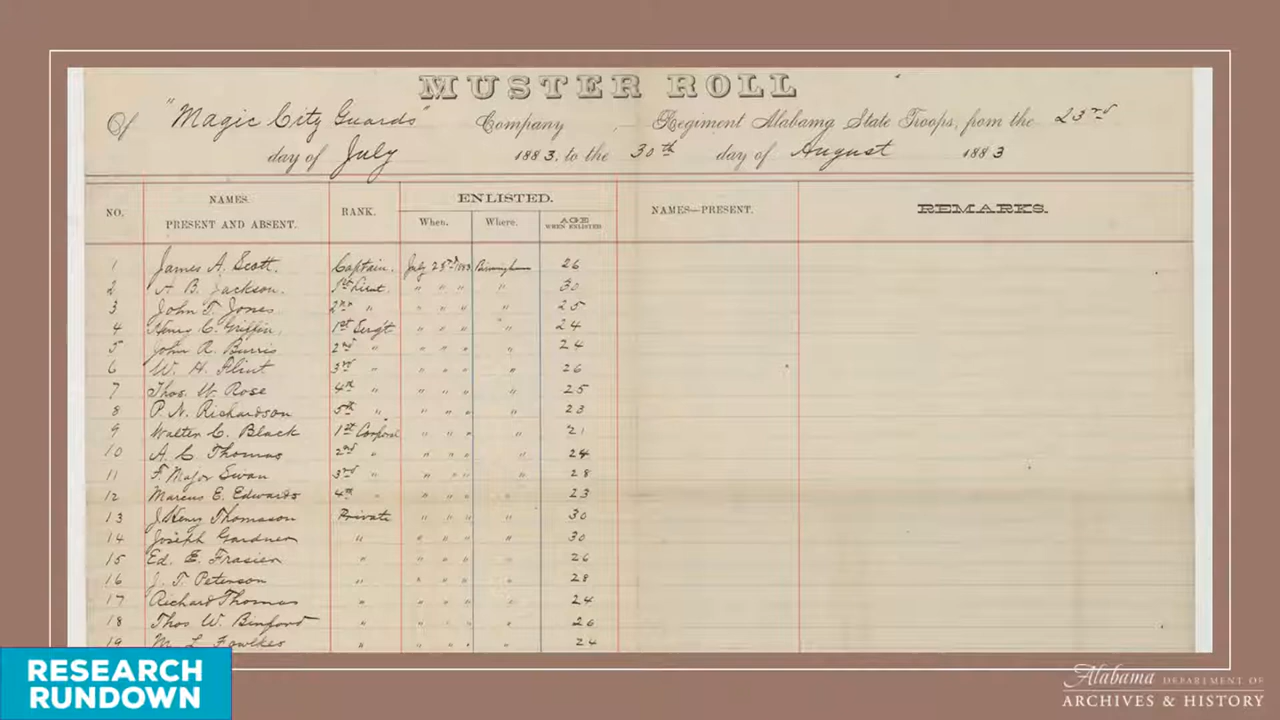 MUSTER ROLL
Of "Magic City Guards" Company Regiment Alabama State Troops, from the 23rd
day of July 1883, to the 30th day of August 1883
NO. NAMES. PRESENT AND ABSENT. RANK. ENLISTED. When. Where. AGE WHEN ENLISTED NAMES—PRESENT. REMARKS.
1 James A. Scott. Captain. July 23rd 1883 Birmingham 26
2 A. B. Jackson. 1st Lieut. " " " " 30
3 John T. Jones 2nd " " " " " 25
4 Henry C. Griffin, 1st Sergt. " " " " 24
5 John R. Burris 2nd " " " " " 24
6 W. H. Flint 3rd " " " " " 26
7 Thos. W. Rose 4th " " " " " 25
8 P. N. Richardson 5th " " " " " 23
9 Walter C. Black 1st Corporal " " " " 21
10 A. C. Thomas 2nd " " " " " 24
11 F. Major Swan 3rd " " " " " 28
12 Marcus E. Edwards 4th " " " " " 23
13 J. Henry Thomason Private " " " " 30
14 Joseph Gardner " " " " " 30
15 Ed. E. Frasier " " " " " 26
16 J. T. Peterson " " " " " 28
17 Richard Thomas " " " " " 24
18 Thos W. Binford " " " " " 26
19 M. L. Fowlkes " " " " " 24
RESEARCH
RUNDOWN
Alabama DEPARTMENT OF
ARCHIVES & HISTORY